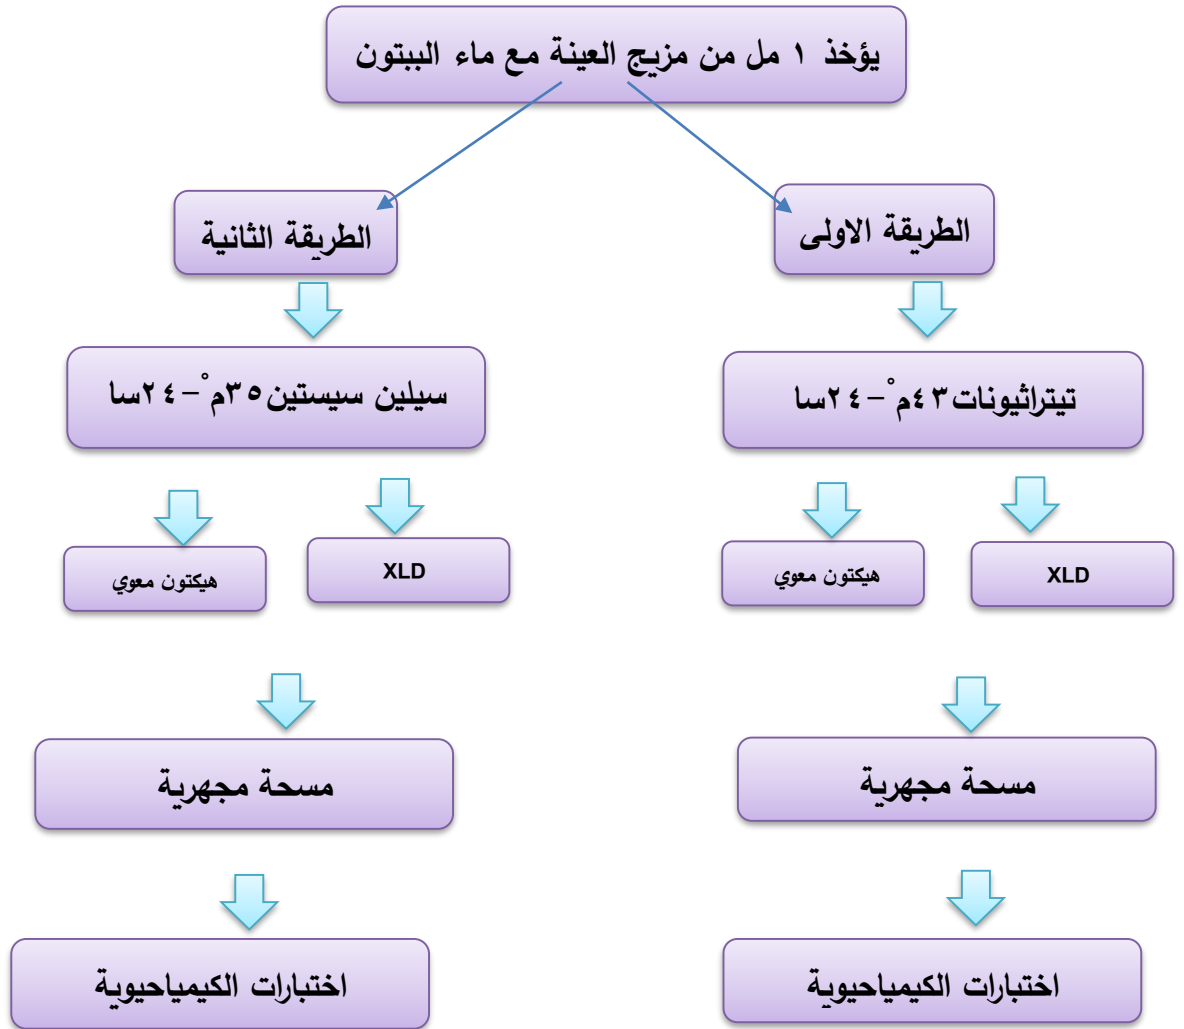 يؤخذ ١ مل من مزيج العينة مع ماء الببتون
الطريقة الاولى
الطريقة الثانية
تيتراثيونات٤٣م°–٢٤سا
سيلين سيستين٣٥م°–٢٤سا
XLD
هيكتون معوي
XLD
هيكتون معوي
مسحة مجهرية
مسحة مجهرية
اختبارات الكيمياحيوية
اختبارات الكيمياحيوية